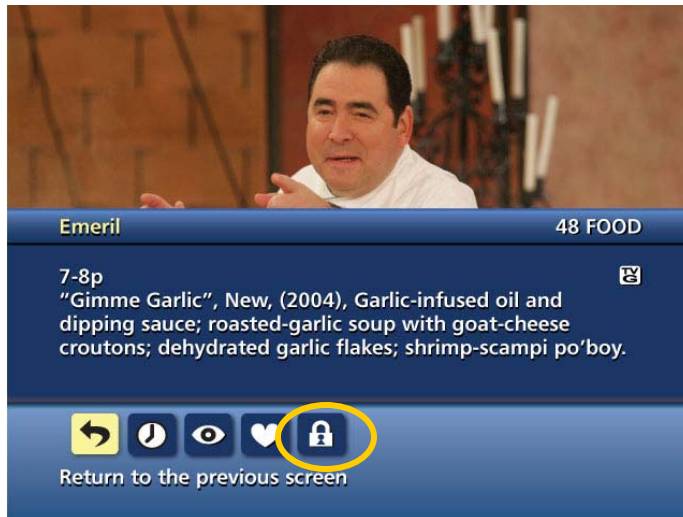 Emeril 48 FOOD
7-8p TV G
"Gimme Garlic", New, (2004), Garlic-infused oil and
dipping sauce; roasted-garlic soup with goat-cheese
croutons; dehydrated garlic flakes; shrimp-scampi po'boy.
Return to the previous screen